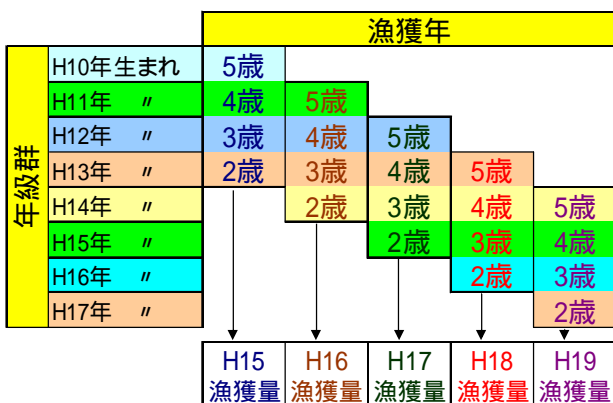 漁獲年
年級群
H10年生まれ 5歳
H11年 〃 4歳 5歳
H12年 〃 3歳 4歳 5歳
H13年 〃 2歳 3歳 4歳 5歳
H14年 〃 2歳 3歳 4歳 5歳
H15年 〃 2歳 3歳 4歳
H16年 〃 2歳 3歳
H17年 〃 2歳
H15 H16 H17 H18 H19
漁獲量 漁獲量 漁獲量 漁獲量 漁獲量